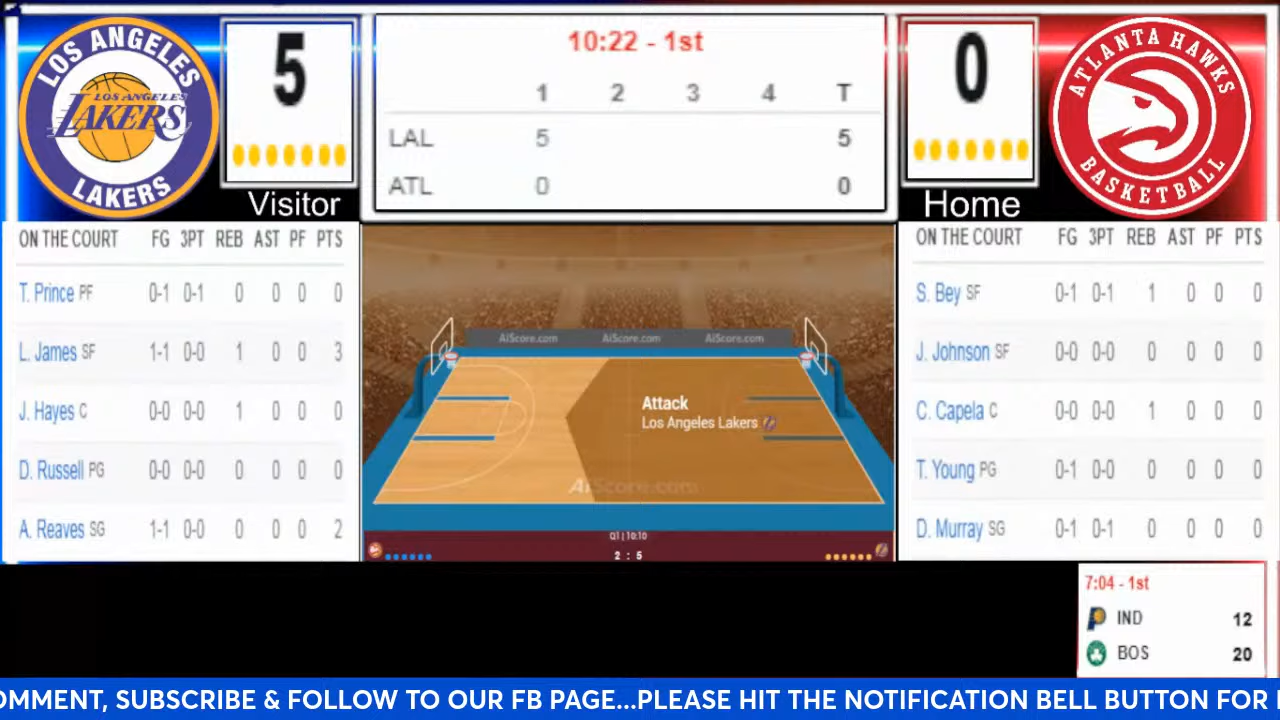 LOS ANGELES
LOS ANGELES
LAKERS
LAKERS
5
Visitor
10:22 - 1st
1 2 3 4 T
LAL 5 5
ATL 0 0
0
Home
ATLANTA HAWKS
BASKETBALL
ON THE COURT FG 3PT REB AST PF PTS
T. Prince PF 0-1 0-1 0 0 0 0
L. James SF 1-1 0-0 1 0 0 3
J. Hayes C 0-0 0-0 1 0 0 0
D. Russell PG 0-0 0-0 0 0 0 0
A. Reaves SG 1-1 0-0 0 0 0 2
AiScore.com AiScore.com AiScore.com
Attack
Los Angeles Lakers
AiScore.com
Q1 | 10:10
2 : 5
ON THE COURT FG 3PT REB AST PF PTS
S. Bey SF 0-1 0-1 1 0 0 0
J. Johnson SF 0-0 0-0 0 0 0 0
C. Capela C 0-0 0-0 1 0 0 0
T. Young PG 0-1 0-0 0 0 0 0
D. Murray SG 0-1 0-1 0 0 0 0
7:04 - 1st
IND 12
BOS 20
OMMENT, SUBSCRIBE & FOLLOW TO OUR FB PAGE...PLEASE HIT THE NOTIFICATION BELL BUTTON FOR